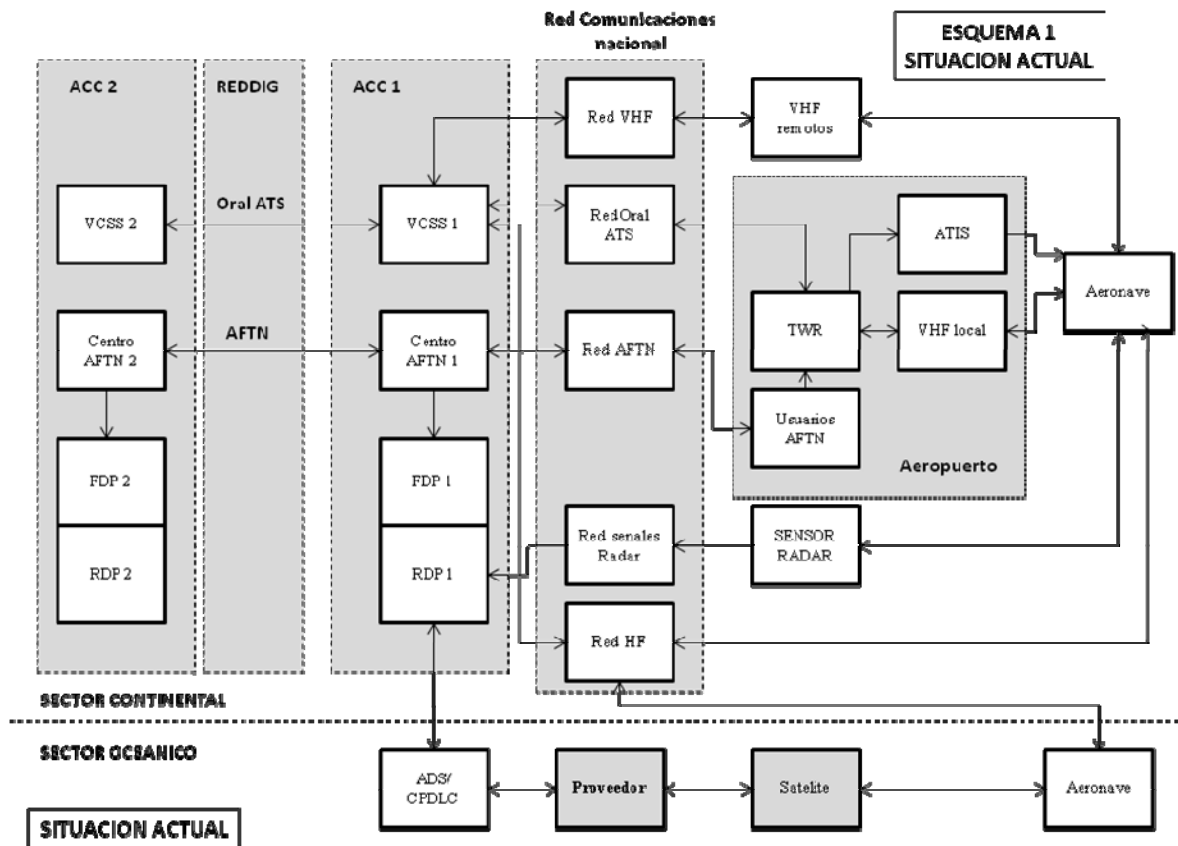 Red Comunicaciones
nacional
ESQUEMA 1
SITUACION ACTUAL
ACC 2
REDDIG
ACC 1
Red VHF
VHF
remotos
VCSS 2
Oral ATS
VCSS 1
Red Oral
ATS
ATIS
Aeronave
Centro
AFTN 2
AFTN
Centro
AFTN 1
Red AFTN
TWR
VHF local
Usuarios
AFTN
Aeropuerto
FDP 2
FDP 1
RDP 2
RDP 1
Red senales
Radar
SENSOR
RADAR
Red HF
SECTOR CONTINENTAL
SECTOR OCEANICO
ADS/
CPDLC
Proveedor
Satelite
Aeronave
SITUACION ACTUAL